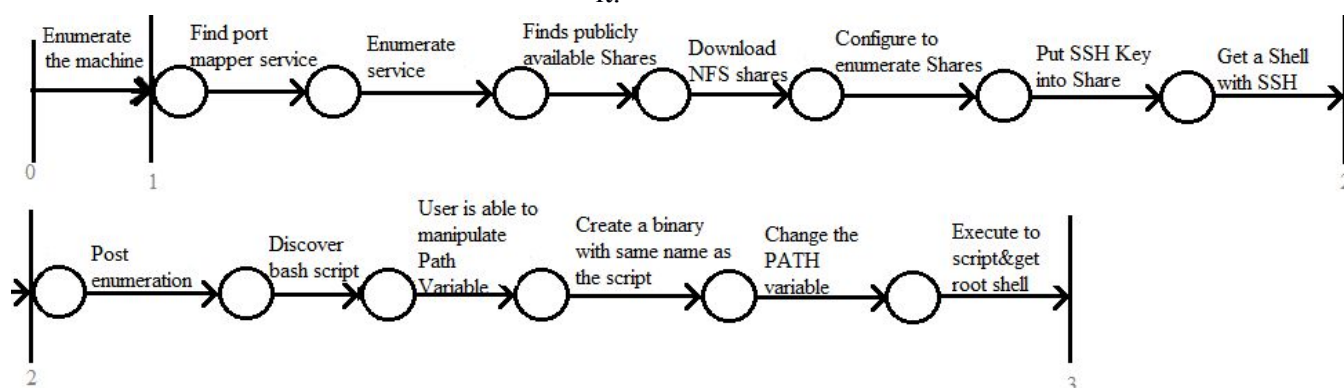 it.
Enumerate
the machine
Find port
mapper service
Enumerate
service
Finds publicly
available Shares
Download
NFS shares
Configure to
enumerate Shares
Put SSH Key
into Share
Get a Shell
with SSH
0
1
2
Post
enumeration
Discover
bash script
User is able to
manipulate
Path
Variable
Create a binary
with same name as
the script
Change the
PATH
variable
Execute to
script&get
root shell
2
3